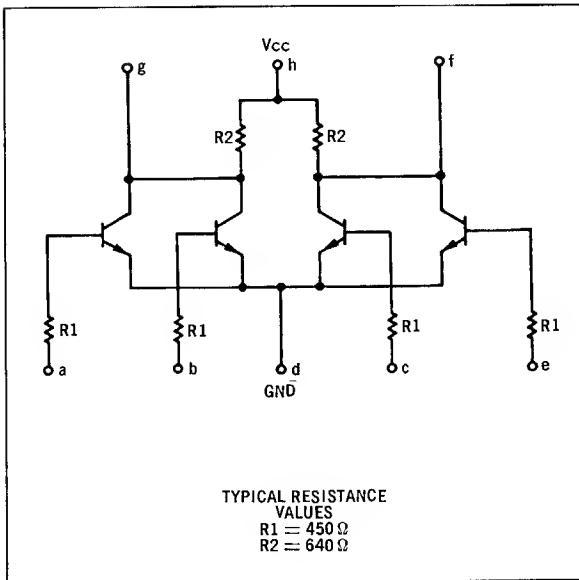 Vcc
g
h
f
R2
R2
R1
R1
R1
R1
a
b
d
c
e
GND
TYPICAL RESISTANCE
VALUES
R1 = 450 Ω
R2 = 640 Ω